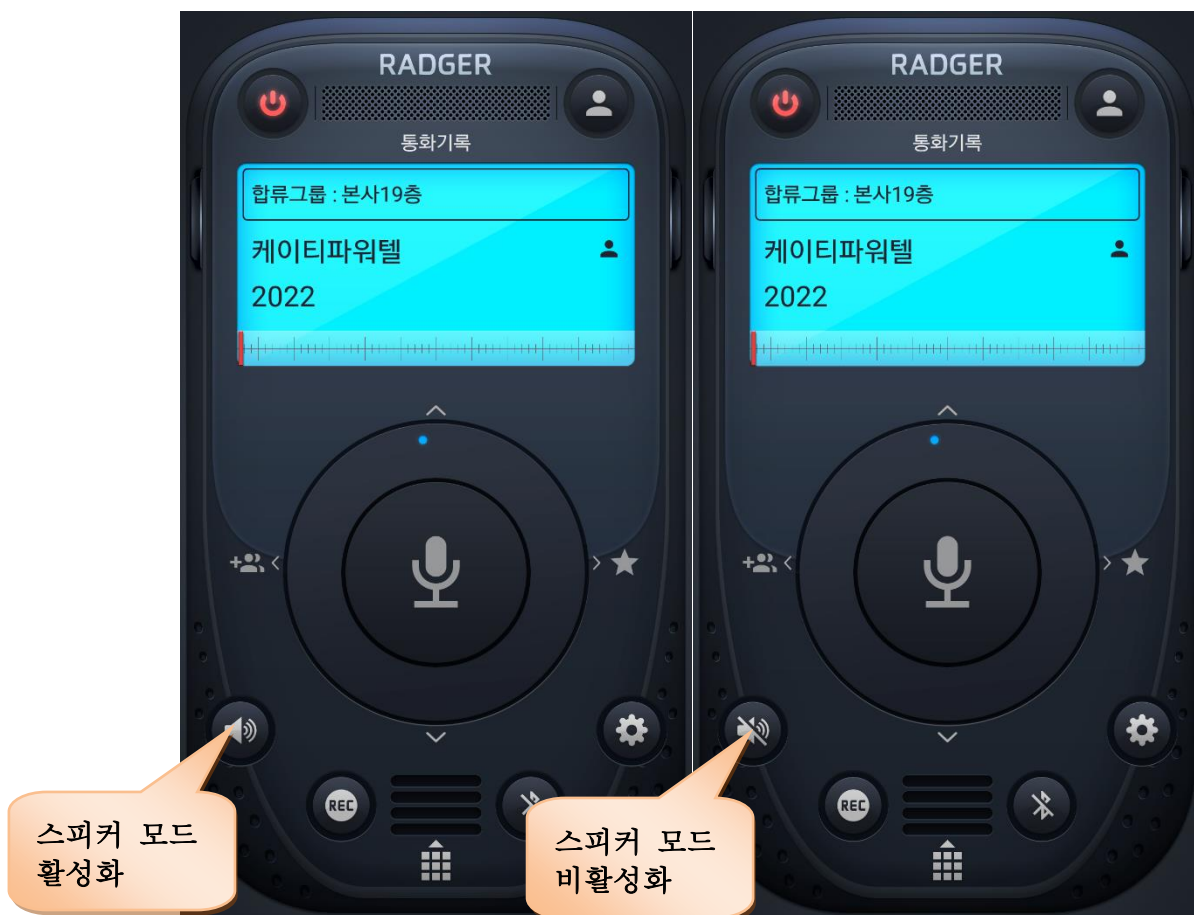 RADGER
통화기록
합류그룹 : 본사19층
케이티파워텔
2022
REC
스피커 모드
활성화
RADGER
통화기록
합류그룹 : 본사19층
케이티파워텔
2022
REC
스피커 모드
비활성화